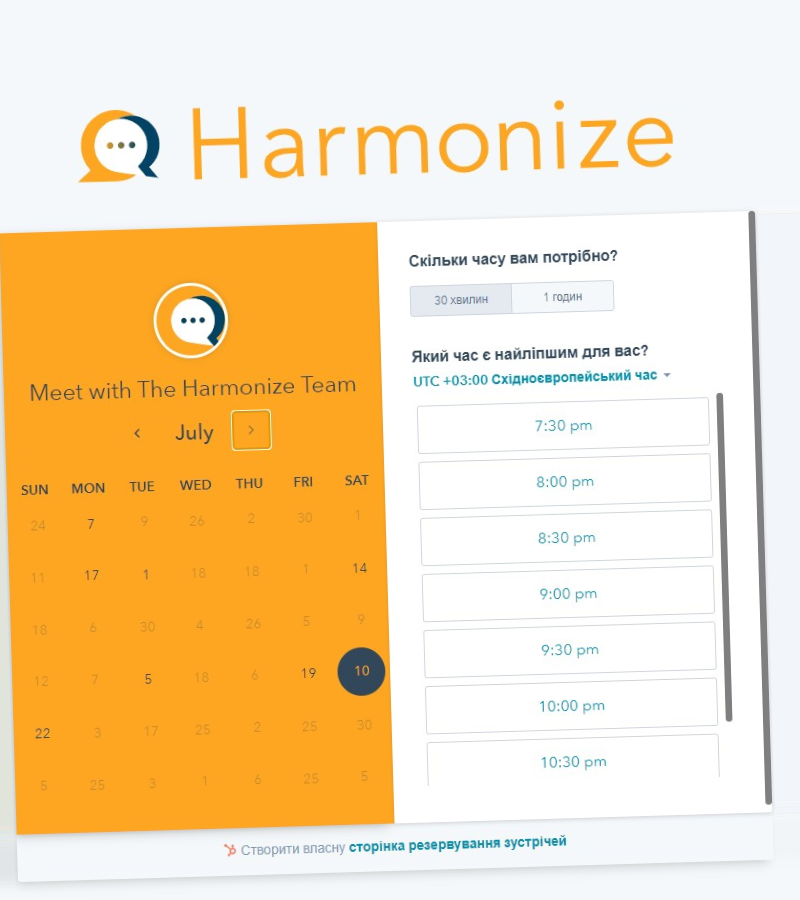 Harmonize
Meet with The Harmonize Team
July
SUN MON TUE WED THU FRI SAT
24 7 9 26 2 30 1
11 17 1 18 18 1 14
18 6 30 4 26 5 9
12 7 5 18 6 19 10
22 3 17 25 2 25 30
5 25 3 1 6 25 5
Скільки часу вам потрібно?
30 хвилин 1 годин
Який час є найліпшим для вас?
UTC +03:00 Східноєвропейський час
7:30 pm
8:00 pm
8:30 pm
9:00 pm
9:30 pm
10:00 pm
10:30 pm
Створити власну сторінка резервування зустрічей